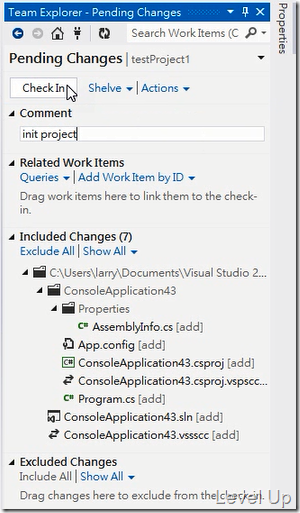 Team Explorer - Pending Changes
Search Work Items (C
Pending Changes | testProject1
Check In
Shelve
Actions
Comment
init project
Related Work Items
Queries
Add Work Item by ID
Drag work items here to link them to the check-
in.
Included Changes (7)
Exclude All
Show All
C:\Users\larry\Documents\Visual Studio 2...
ConsoleApplication43
Properties
AssemblyInfo.cs [add]
App.config [add]
ConsoleApplication43.csproj [add]
ConsoleApplication43.csproj.vspscc...
Program.cs [add]
ConsoleApplication43.sln [add]
ConsoleApplication43.vssscc [add]
Excluded Changes
Include All
Show All
Drag changes here to exclude from the check-in.
Level Up
Properties